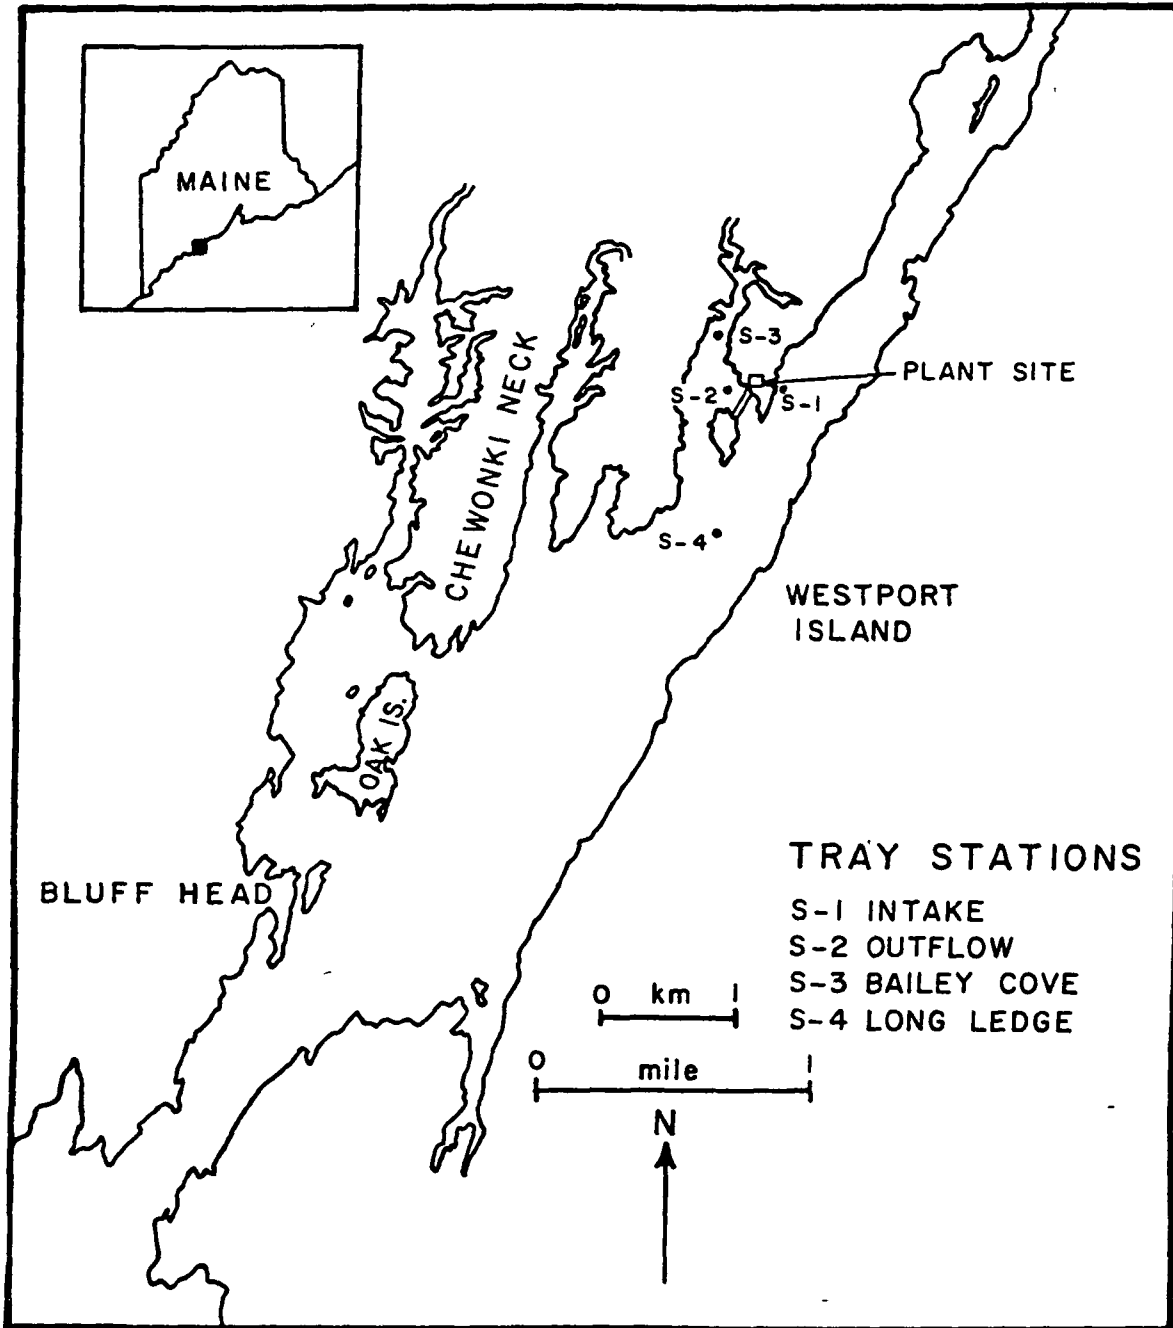 MAINE
S-3
PLANT SITE
S-2
S-1
CHEWONKI NECK
S-4
WESTPORT
ISLAND
OAK IS.
BLUFF HEAD
TRAY STATIONS
S-1 INTAKE
S-2 OUTFLOW
S-3 BAILEY COVE
S-4 LONG LEDGE
0 km 1
0 mile 1
N